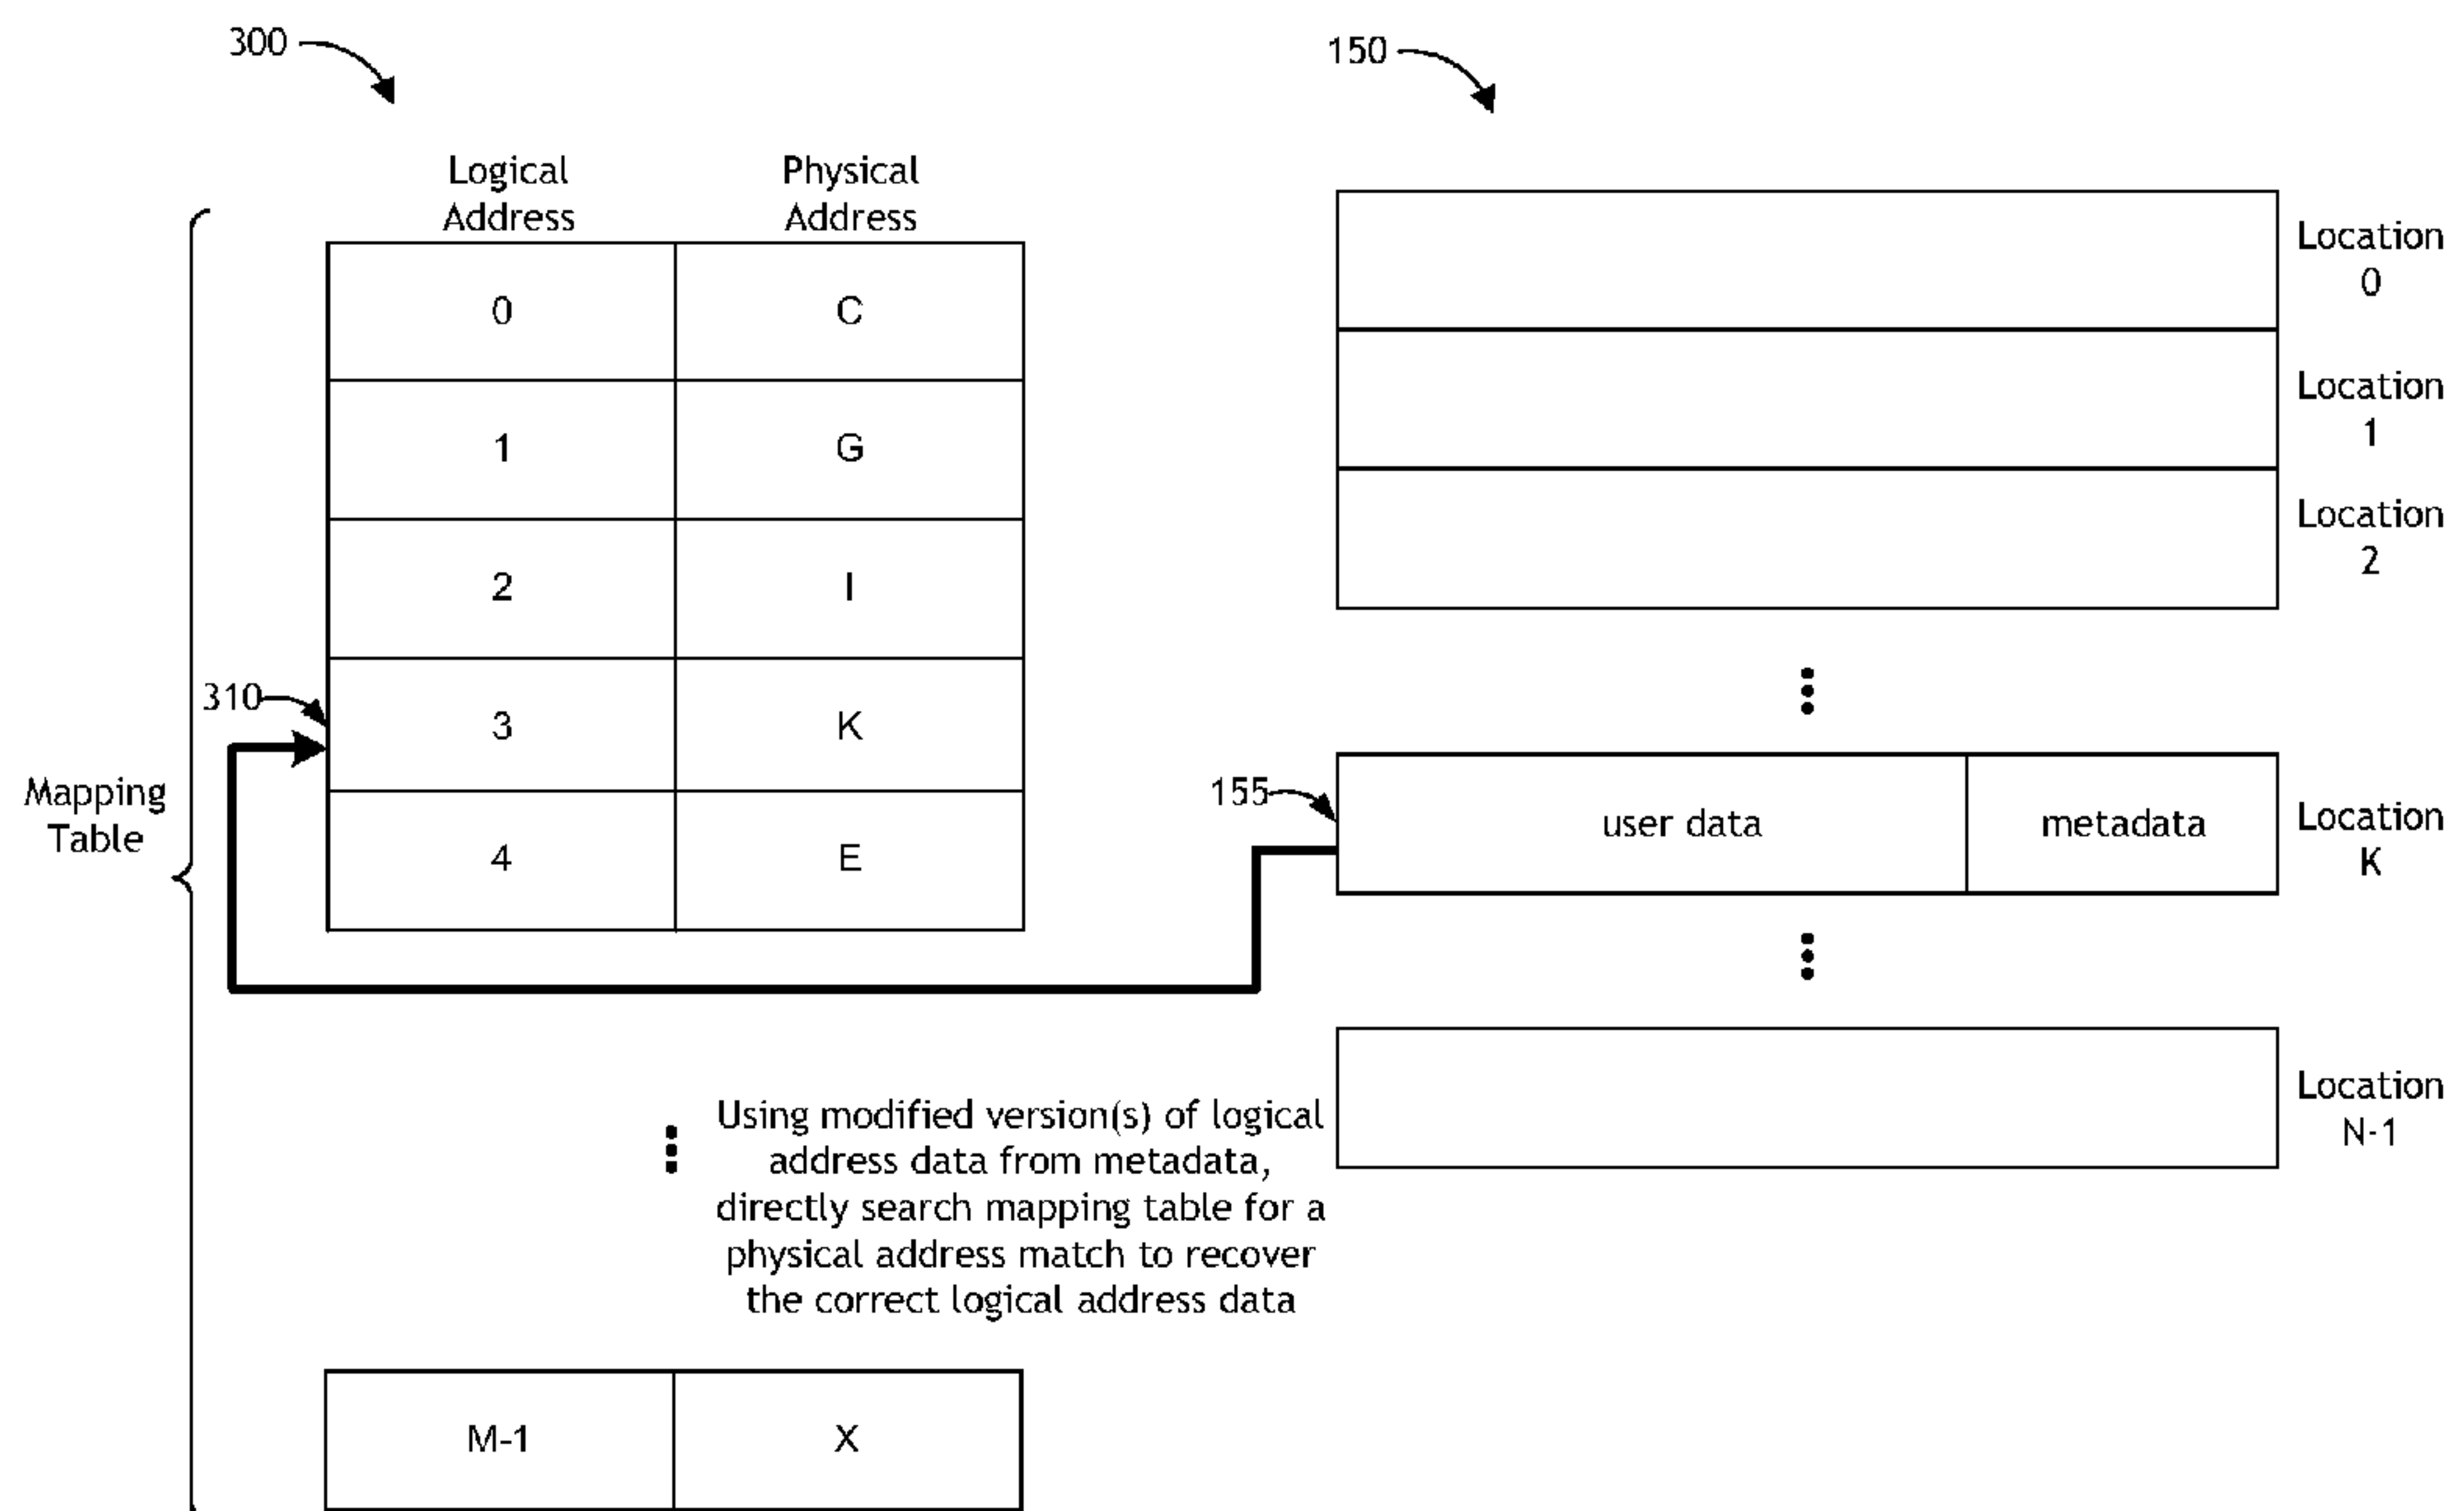 300
150
Logical
Address
Physical
Address
0 C
1 G
2 I
3 K
4 E
310
Mapping
Table
M-1 X
Location
0
Location
1
Location
2
155
user data metadata
Location
K
Location
N-1
Using modified version(s) of logical
address data from metadata,
directly search mapping table for a
physical address match to recover
the correct logical address data